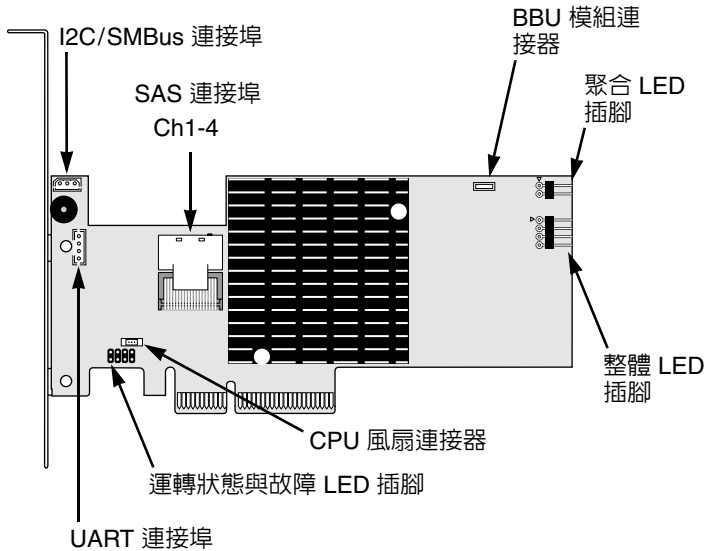 BBU 模組連
接器
I2C/SMBus 連接埠
聚合 LED
插腳
SAS 連接埠
Ch1-4
整體 LED
插腳
CPU 風扇連接器
運轉狀態與故障 LED 插腳
UART 連接埠